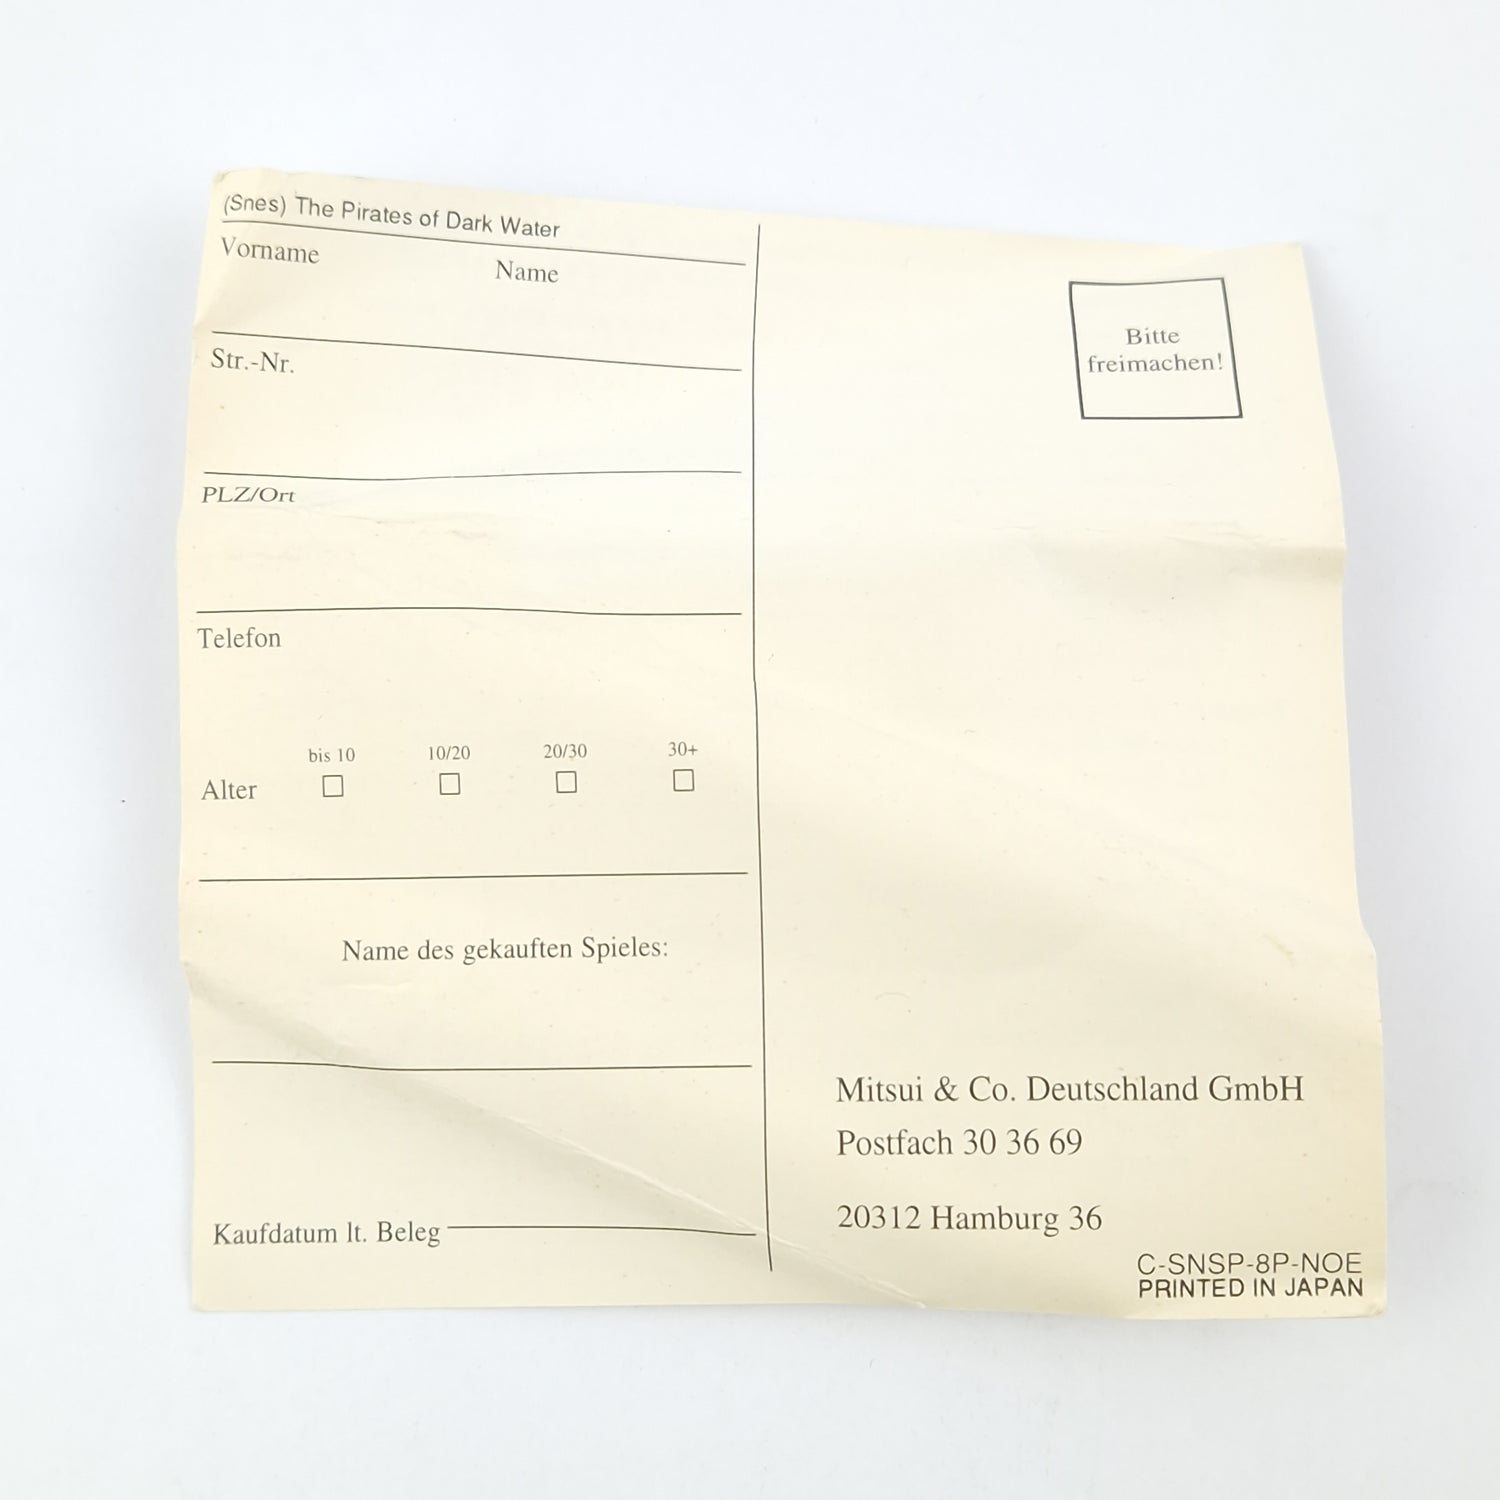 (Snes) The Pirates of Dark Water
Vorname Name
Str.-Nr.
PLZ/Ort
Telefon
bis 10 10/20 20/30 30+
Alter
Name des gekauften Spieles:
Kaufdatum lt. Beleg
Bitte
freimachen!
Mitsui & Co. Deutschland GmbH
Postfach 30 36 69
20312 Hamburg 36
C-SNSP-8P-NOE
PRINTED IN JAPAN